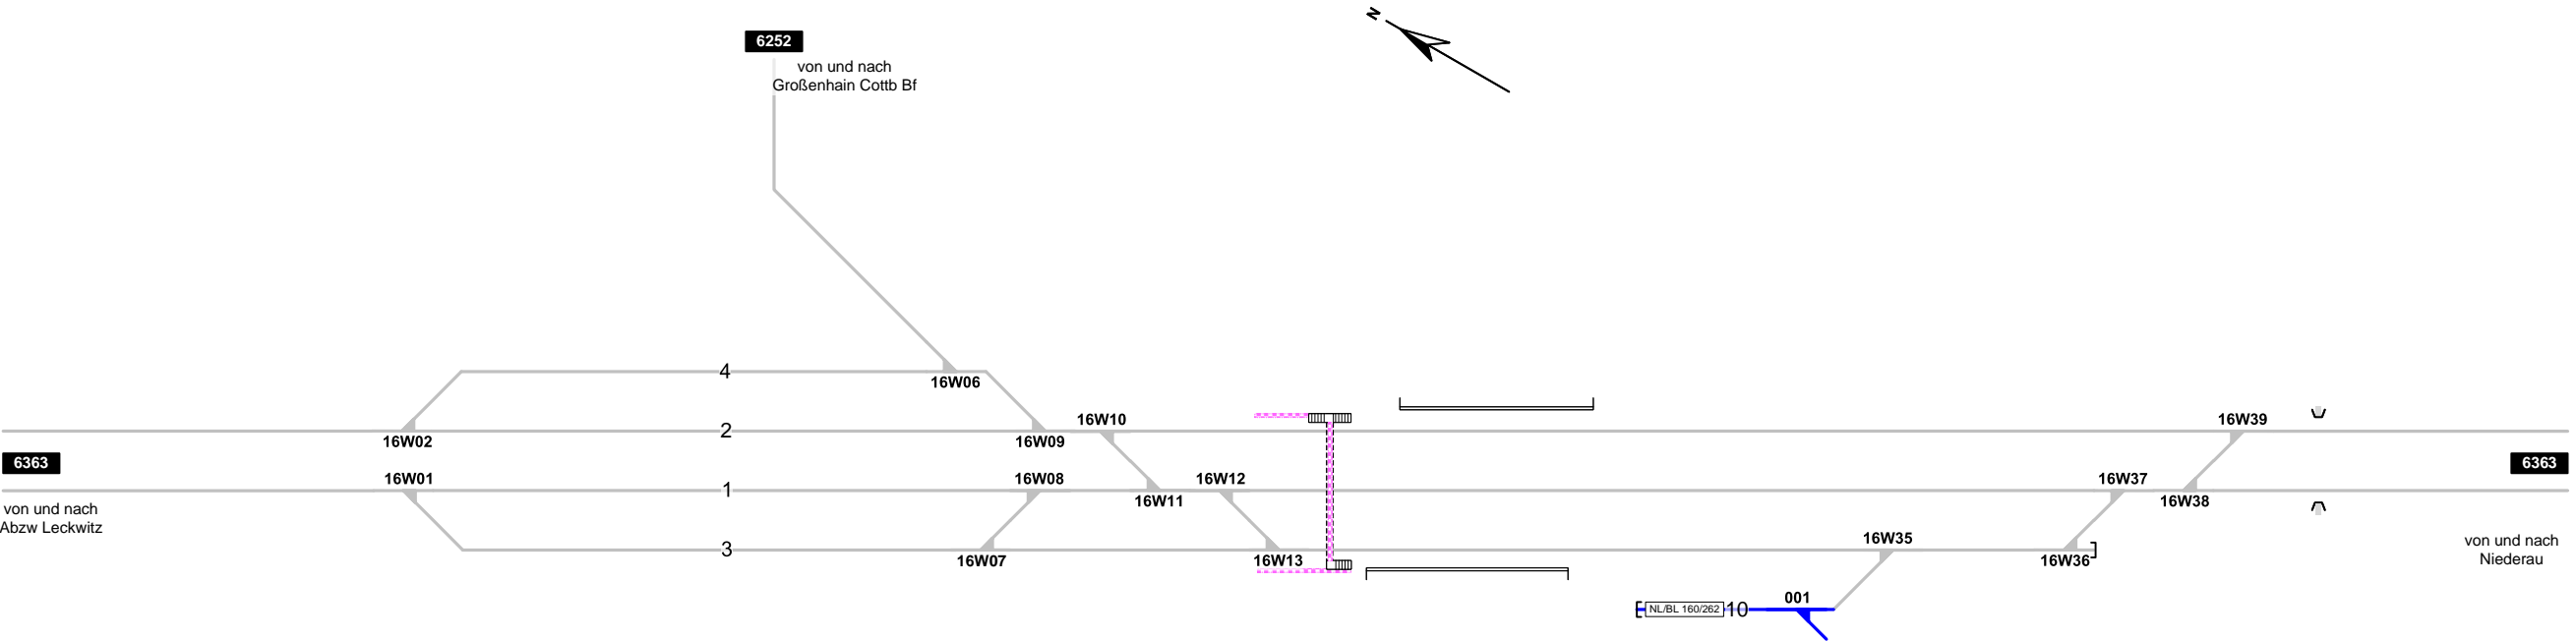 N
6252
von und nach
Großenhain Cottb Bf
4
16W06
16W10
16W39
2
16W02
16W09
6363
6363
16W01
16W08
16W12
16W37
1
16W11
16W38
von und nach
Abzw Leckwitz
3
16W07
16W13
16W35
16W36
von und nach
Niederau
001
NL/BL 160/262
10